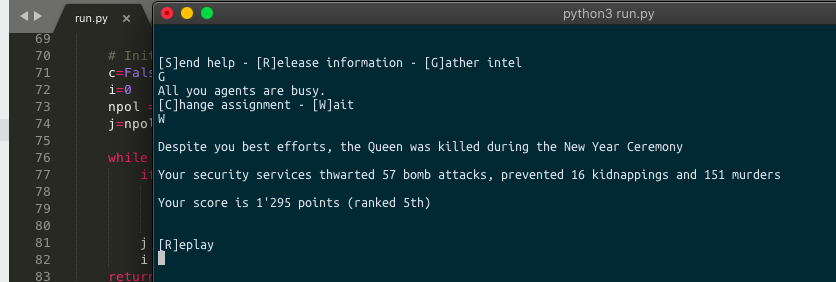 run.py ×
python3 run.py
69
70 # Init
71 c=Fals
72 i=0
73 npol =
74 j=npol
75
76 while
77 if
78
79
80
81 j
82 i
83 return
[S]end help - [R]elease information - [G]ather intel
G
All you agents are busy.
[C]hange assignment - [W]ait
W
Despite you best efforts, the Queen was killed during the New Year Ceremony
Your security services thwarted 57 bomb attacks, prevented 16 kidnappings and 151 murders
Your score is 1'295 points (ranked 5th)
[R]eplay